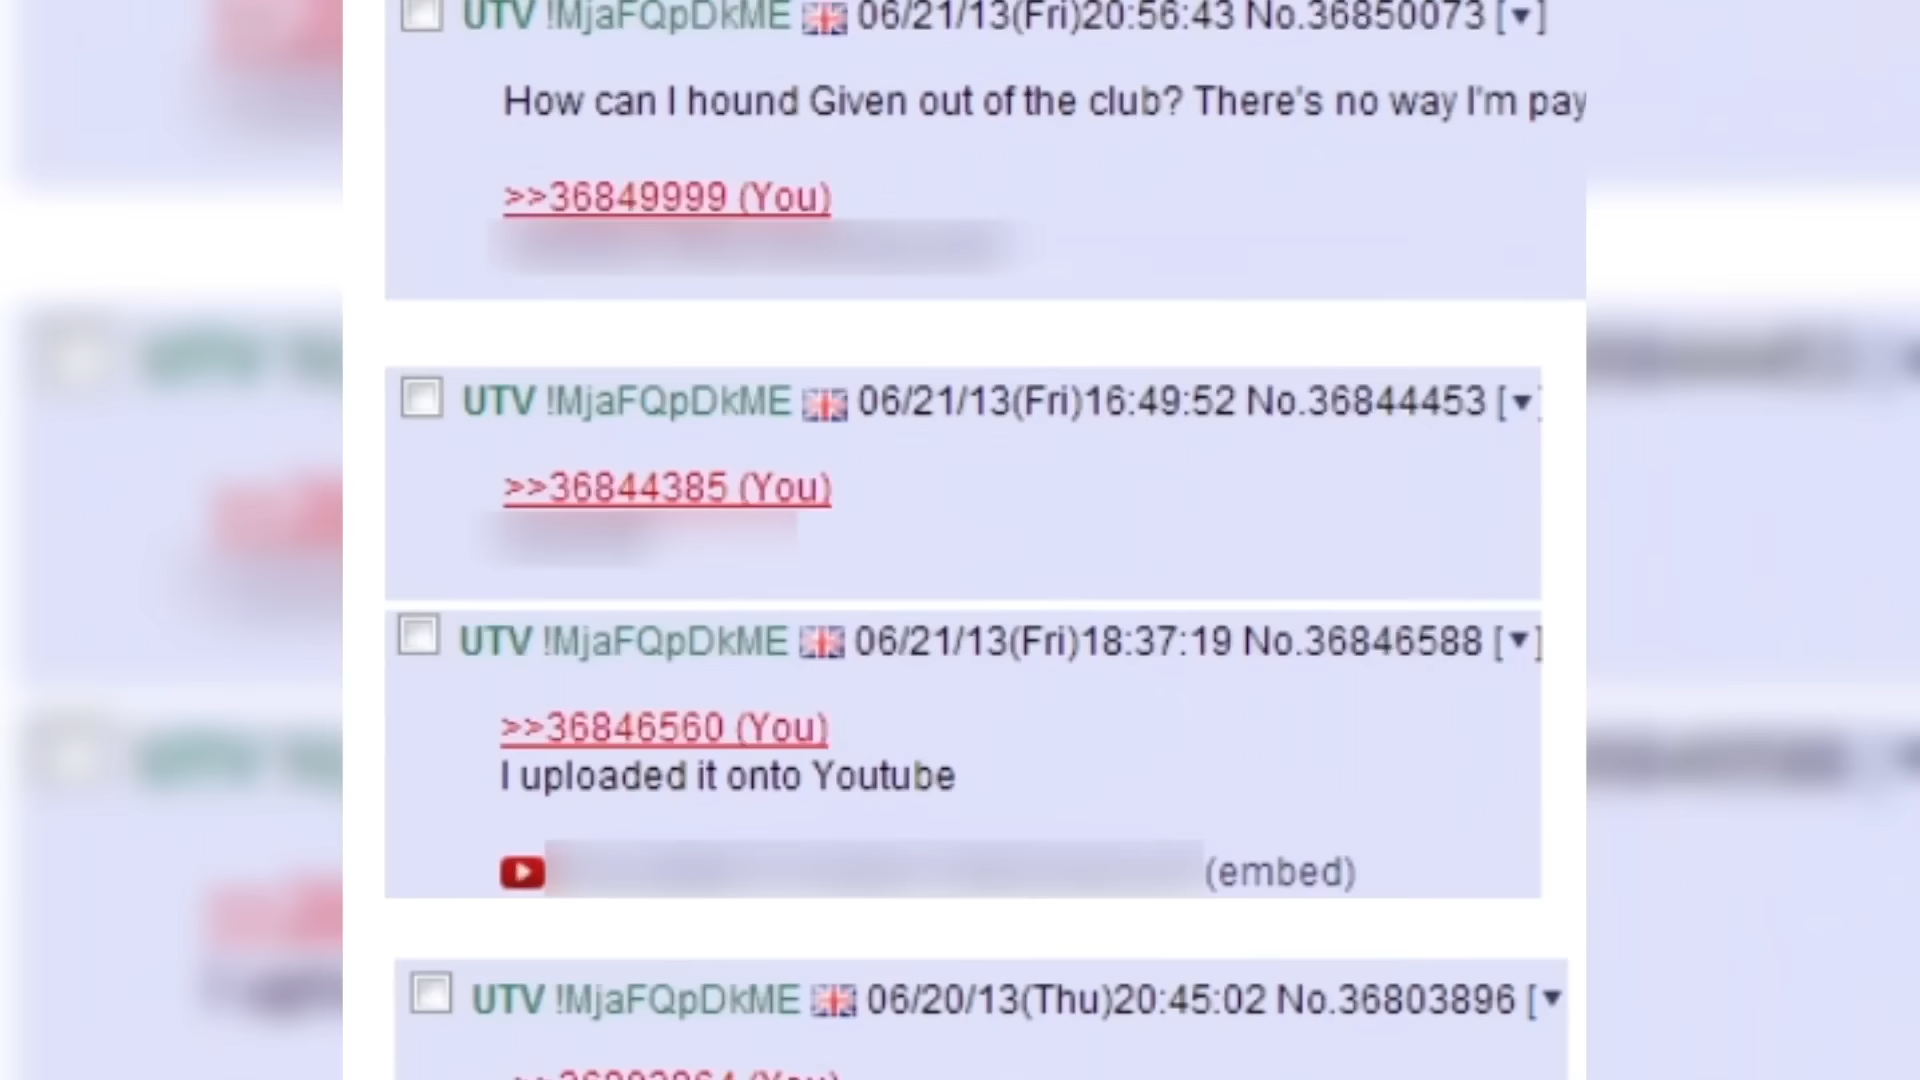 UTV !MjaFQpDkME 06/21/13(Fri)20:56:43 No.36850073 [▼]
How can I hound Given out of the club? There's no way I'm pay
>>36849999 (You)
UTV !MjaFQpDkME 06/21/13(Fri)16:49:52 No.36844453 [▼]
>>36844385 (You)
UTV !MjaFQpDkME 06/21/13(Fri)18:37:19 No.36846588 [▼]
>>36846560 (You)
I uploaded it onto Youtube
(embed)
UTV !MjaFQpDkME 06/20/13(Thu)20:45:02 No.36803896 [▼
>>36803864 (You)